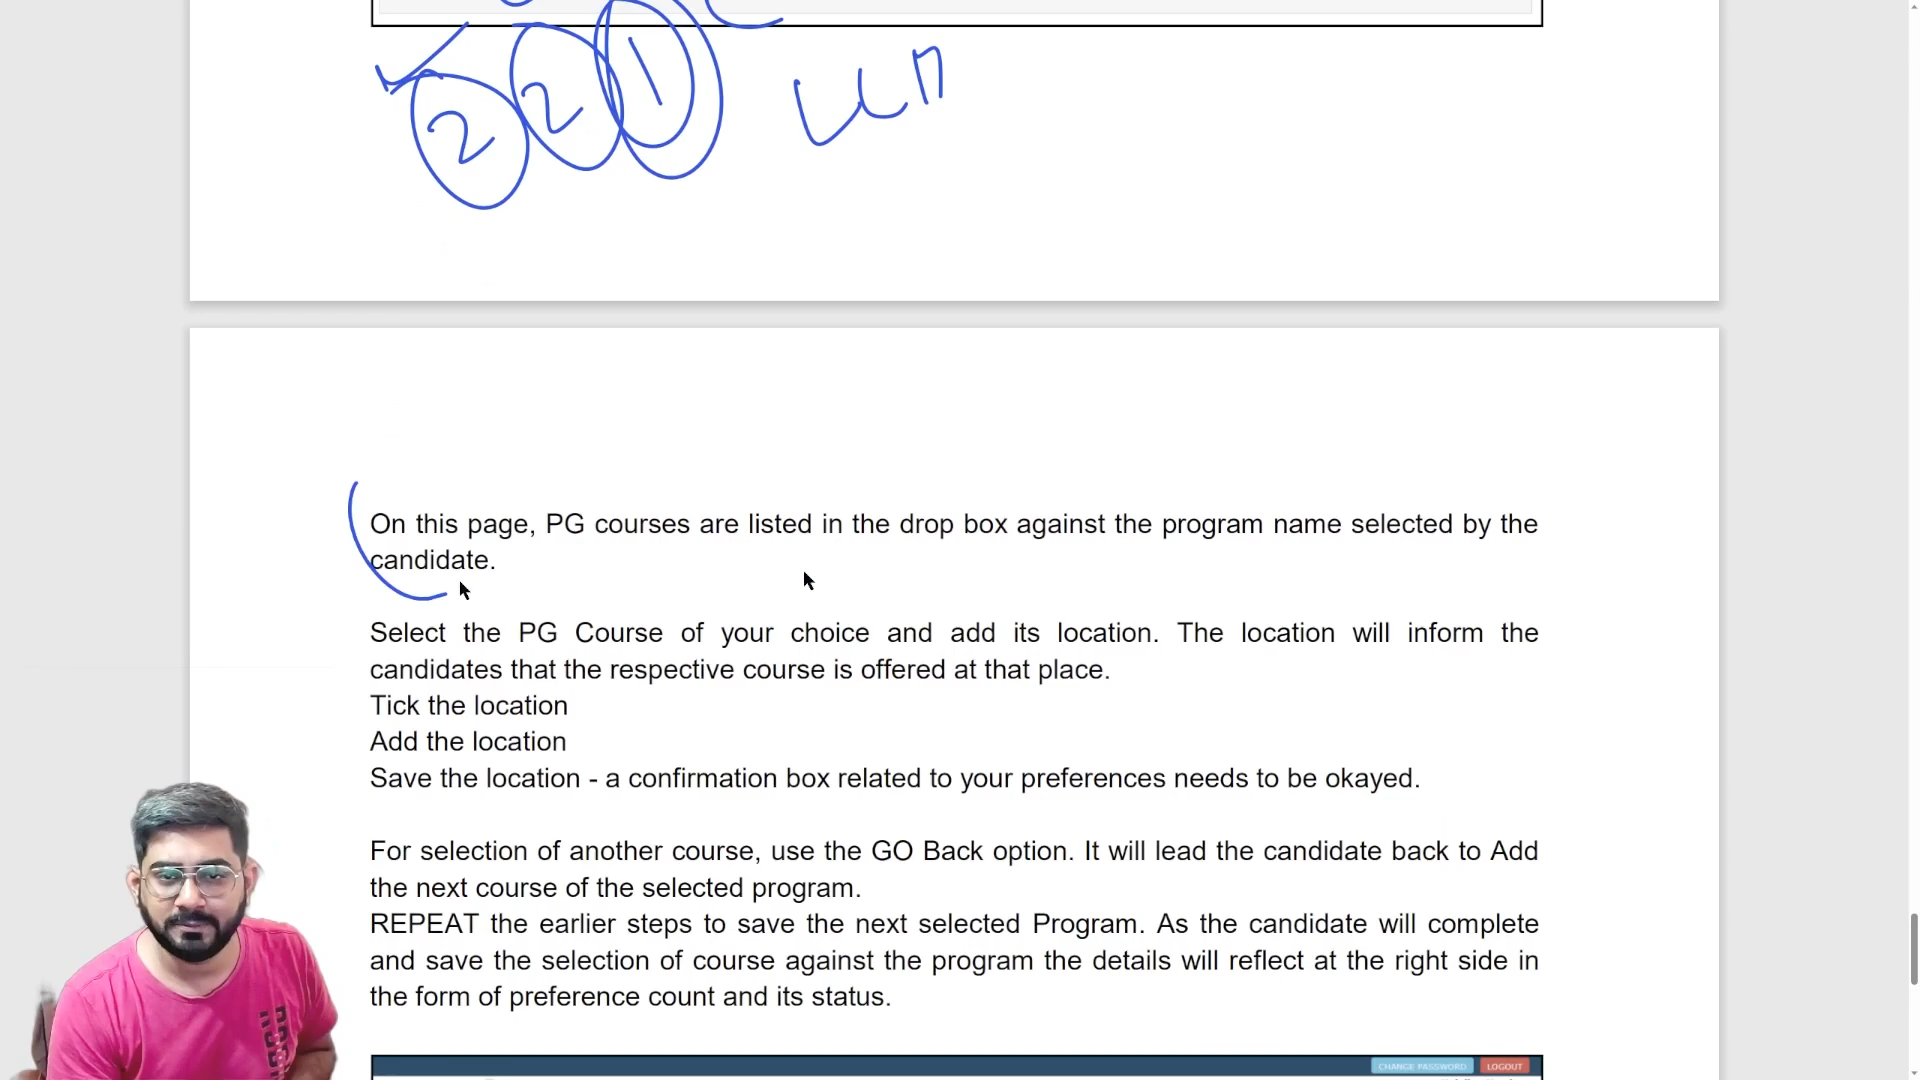 2 2 1 LLM
On this page, PG courses are listed in the drop box against the program name selected by the
candidate.
Select the PG Course of your choice and add its location. The location will inform the
candidates that the respective course is offered at that place.
Tick the location
Add the location
Save the location - a confirmation box related to your preferences needs to be okayed.
For selection of another course, use the GO Back option. It will lead the candidate back to Add
the next course of the selected program.
REPEAT the earlier steps to save the next selected Program. As the candidate will complete
and save the selection of course against the program the details will reflect at the right side in
the form of preference count and its status.
CHANGE PASSWORD LOGOUT